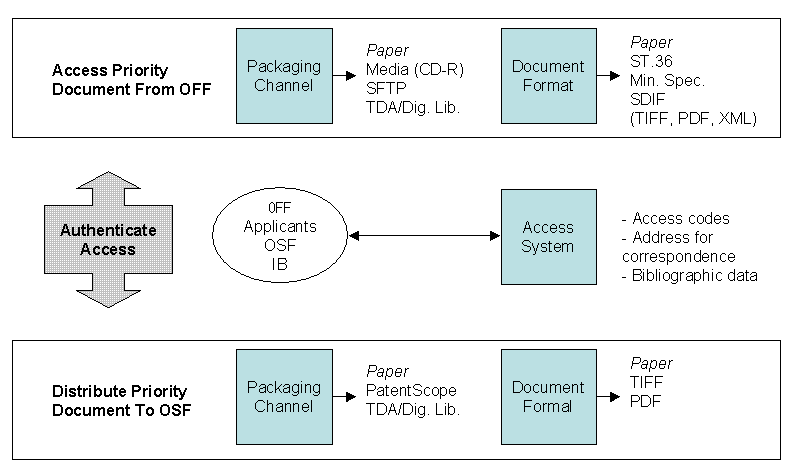 Access Priority
Document From OFF
Packaging
Channel
Paper
Media (CD-R)
SFTP
TDA/Dig. Lib.
Document
Format
Paper
ST.36
Min. Spec.
SDIF
(TIFF, PDF, XML)
Authenticate
Access
0FF
Applicants
OSF
IB
Access
System
- Access codes
- Address for
correspondence
- Bibliographic data
Distribute Priority
Document To OSF
Packaging
Channel
Paper
PatentScope
TDA/Dig. Lib.
Document
Formal
Paper
TIFF
PDF